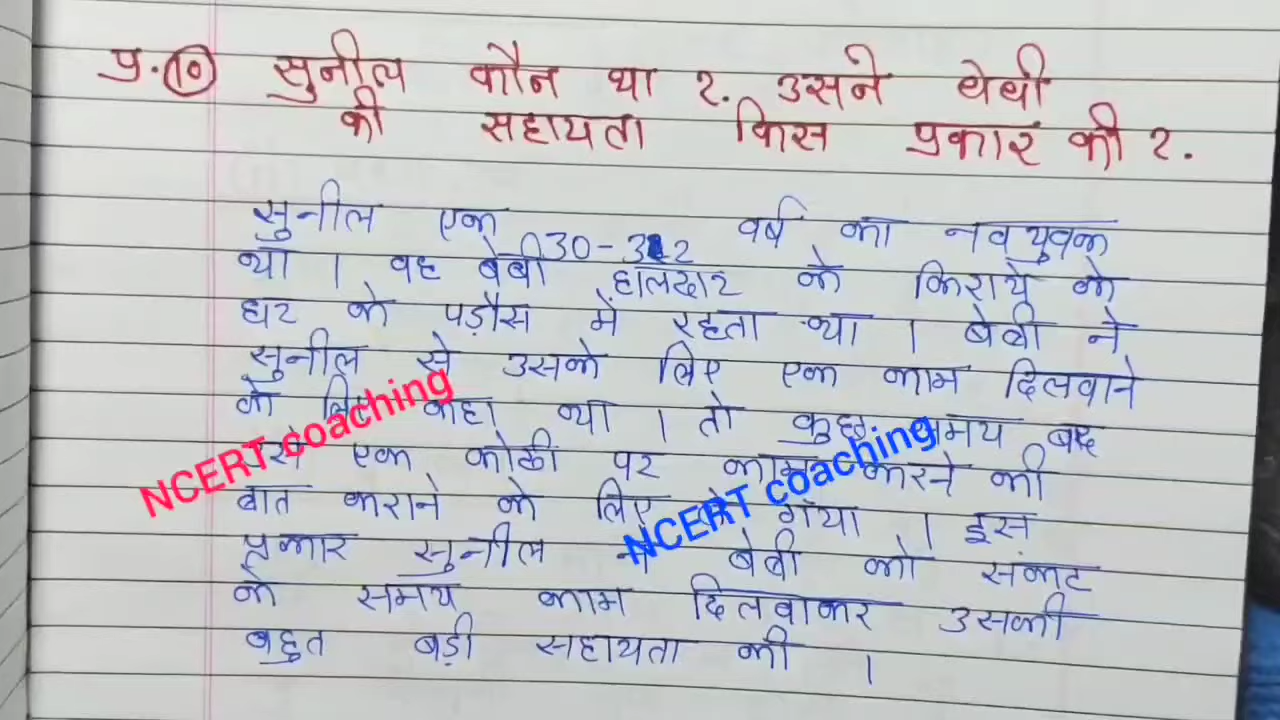 प्र. 10 सुनील कौन था ?. उसने बेबी
की सहायता किस प्रकार की ?.
सुनील एक 30-32 वर्ष का नवयुवक
था । वह बेबी हालदार के किराये के
घर के पड़ौस में रहता था । बेबी ने
सुनील से उसके लिए एक काम दिलवाने
के लिए कहा था । तो कुछ समय बाद
एक कोठी पर काम करने की
बात कराने के लिए गया । इस
प्रकार सुनील ने बेबी को संकट
के समय काम दिलवाकर उसकी
बहुत बड़ी सहायता की ।
NCERT coaching
NCERT coaching